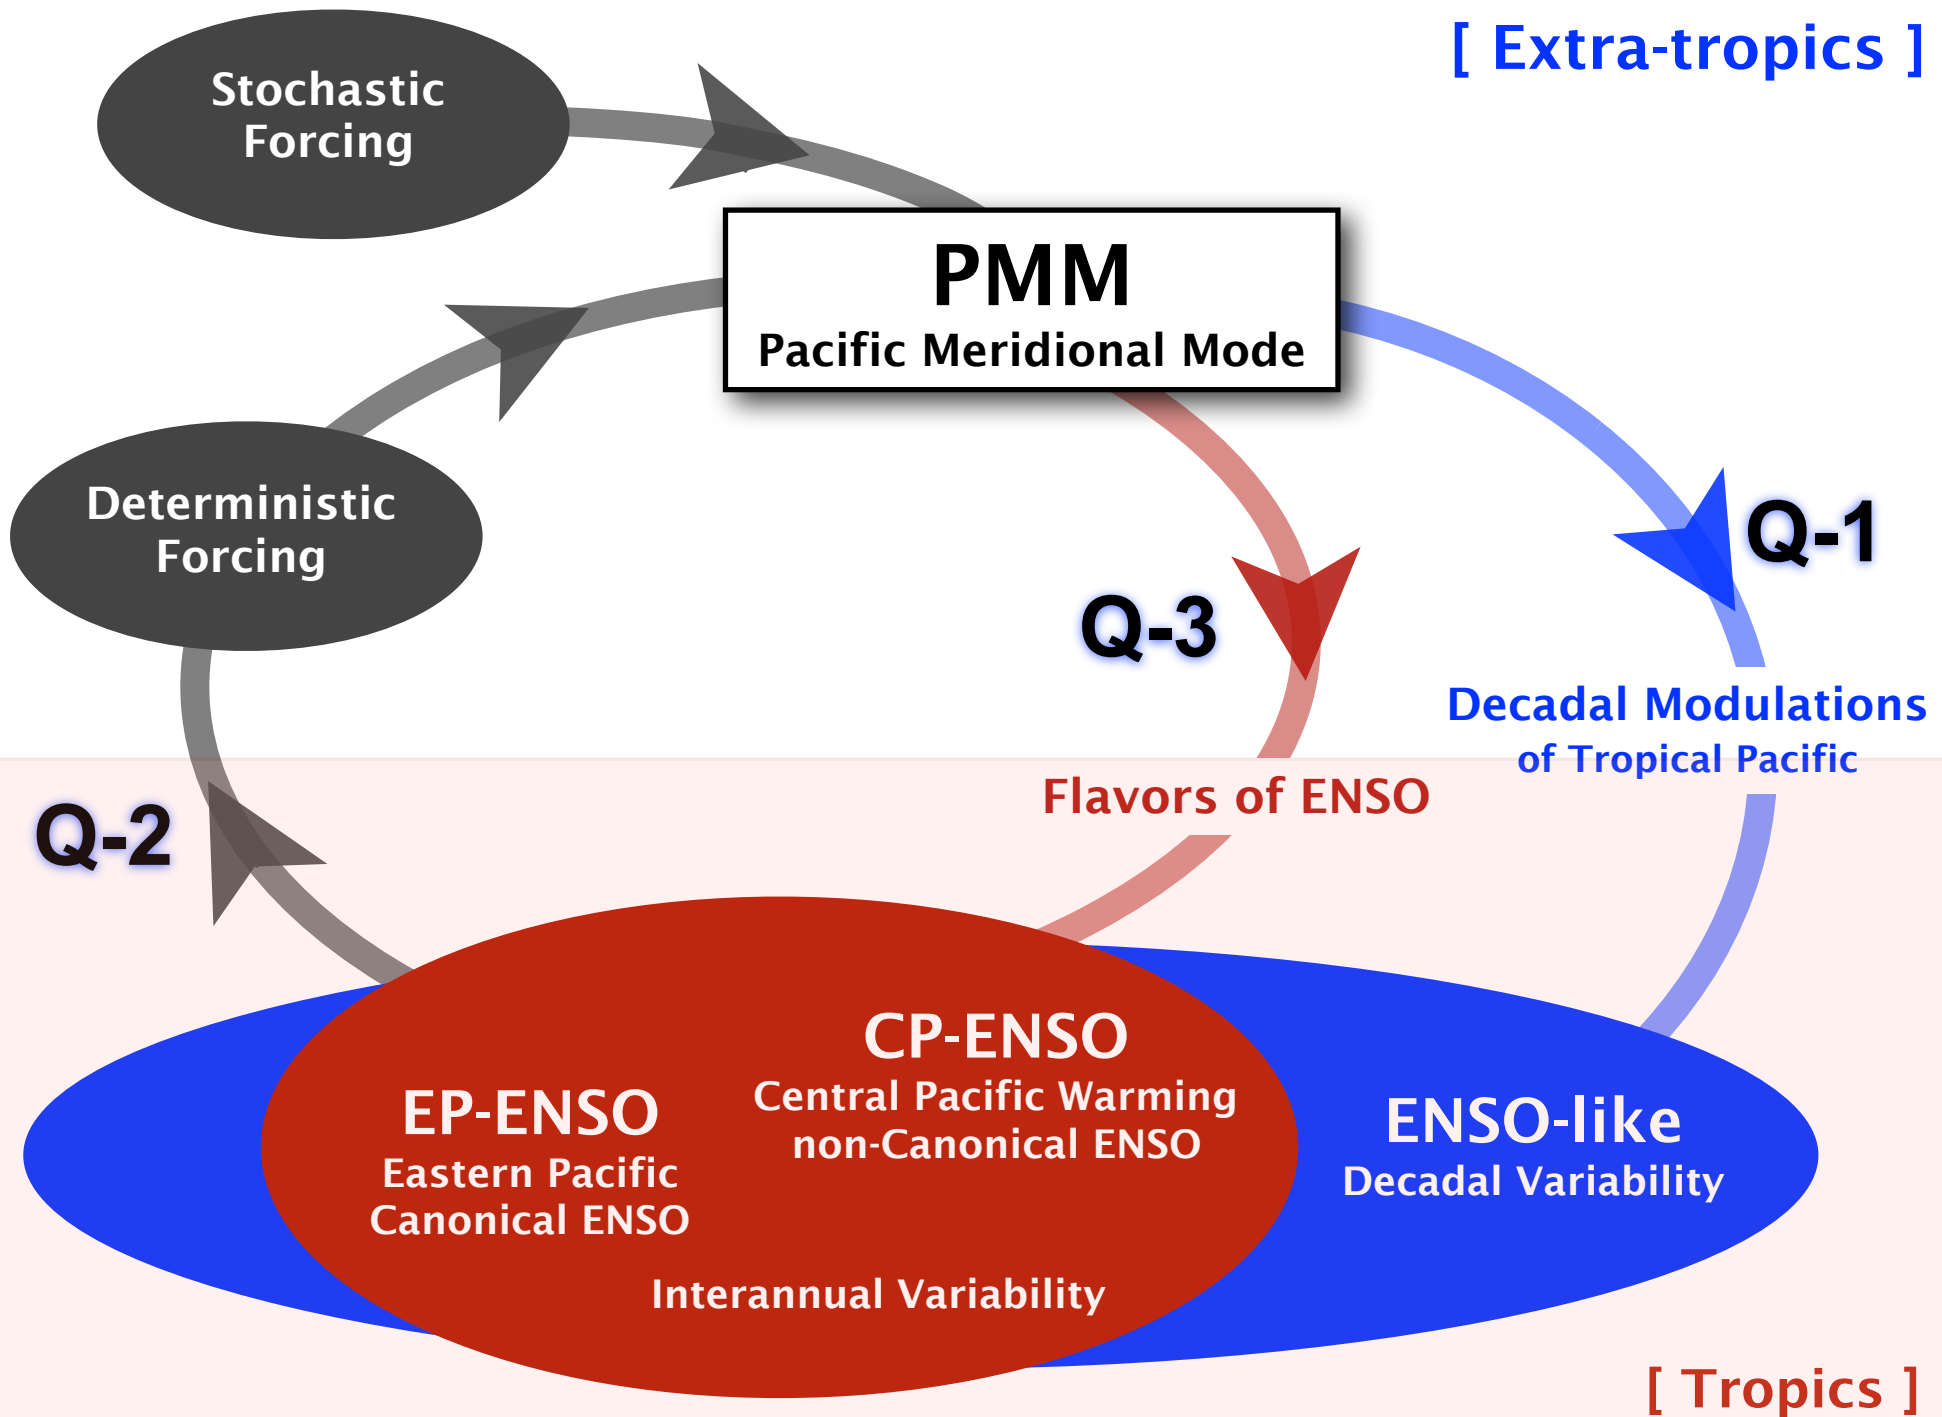 [ Extra-tropics ]
Stochastic
Forcing
PMM
Pacific Meridional Mode
Deterministic
Forcing
Q-1
Q-3
Decadal Modulations
of Tropical Pacific
Flavors of ENSO
Q-2
CP-ENSO
Central Pacific Warming
non-Canonical ENSO
EP-ENSO
Eastern Pacific
Canonical ENSO
ENSO-like
Decadal Variability
Interannual Variability
[ Tropics ]